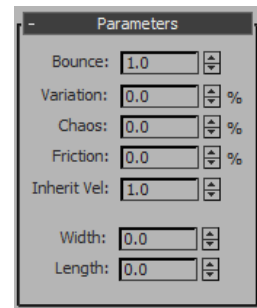 - Parameters
Bounce: 1.0
Variation: 0.0 %
Chaos: 0.0 %
Friction: 0.0 %
Inherit Vel: 1.0
Width: 0.0
Length: 0.0